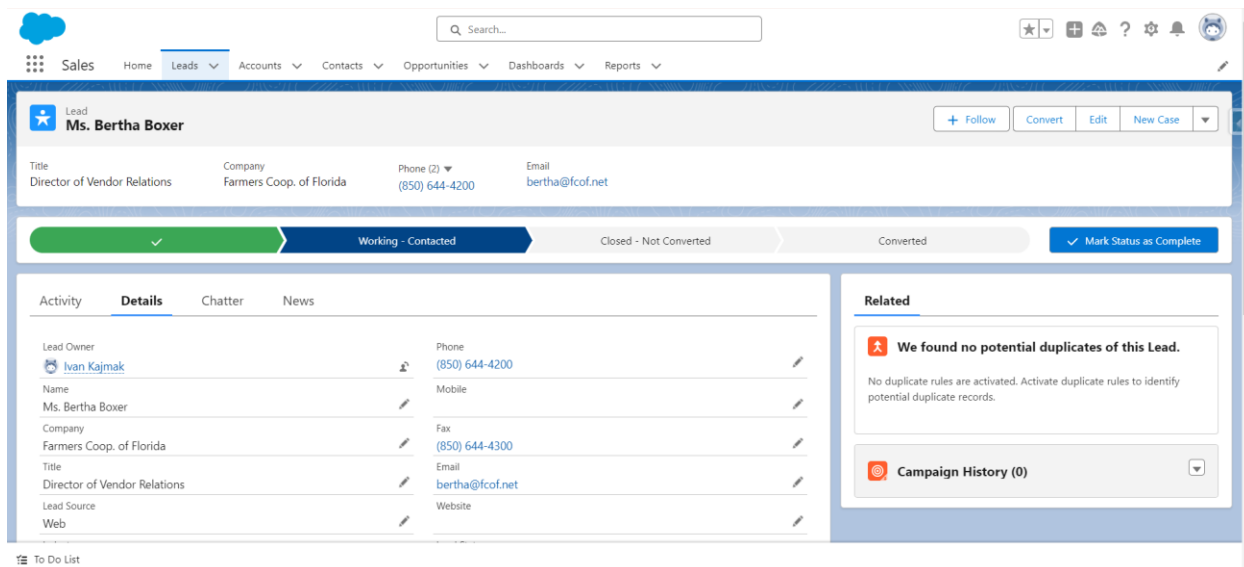 Search...
Sales Home Leads Accounts Contacts Opportunities Dashboards Reports
Lead
Ms. Bertha Boxer
+ Follow Convert Edit New Case
Title Company Phone (2) Email
Director of Vendor Relations Farmers Coop. of Florida (850) 644-4200 bertha@fcof.net
Working - Contacted Closed - Not Converted Converted Mark Status as Complete
Activity Details Chatter News
Lead Owner Phone
Ivan Kajmak (850) 644-4200
Name Mobile
Ms. Bertha Boxer
Company Fax
Farmers Coop. of Florida (850) 644-4300
Title Email
Director of Vendor Relations bertha@fcof.net
Lead Source Website
Web
Related
We found no potential duplicates of this Lead.
No duplicate rules are activated. Activate duplicate rules to identify
potential duplicate records.
Campaign History (0)
To Do List